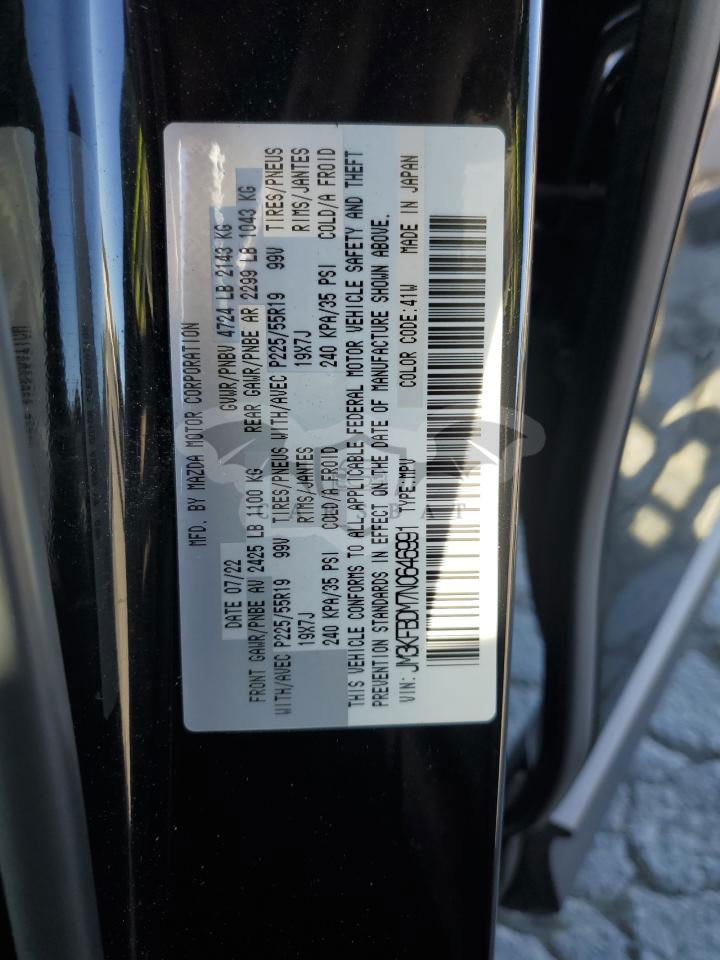 MFD. BY MAZDA MOTOR CORPORATION
DATE 07/22 GVWR/PNBV 4724 LB 2143 KG
FRONT GAWR/PNBE AV 2425 LB 1100 KG REAR GAWR/PNBE AR 2299 LB 1043 KG
WITH/AVEC P225/55R19 99V TIRES/PNEUS WITH/AVEC P225/55R19 99V TIRES/PNEUS
19X7J RIMS/JANTES 19X7J RIMS/JANTES
240 KPA/35 PSI COLD/A FROID 240 KPA/35 PSI COLD/A FROID
THIS VEHICLE CONFORMS TO ALL APPLICABLE FEDERAL MOTOR VEHICLE SAFETY AND THEFT
PREVENTION STANDARDS IN EFFECT ON THE DATE OF MANUFACTURE SHOWN ABOVE.
VIN: JM3KFBDM7N0646991 TYPE:MPV COLOR CODE:41W MADE IN JAPAN